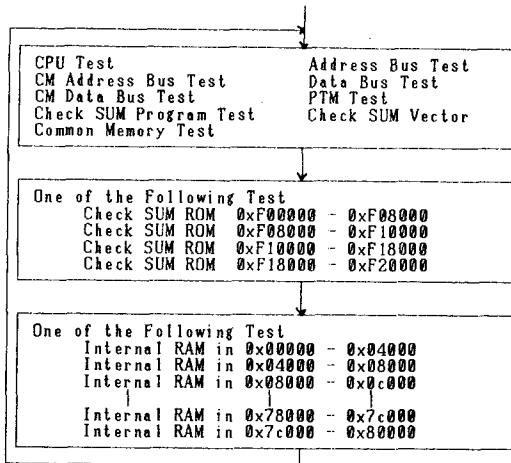 CPU Test Address Bus Test
CM Address Bus Test Data Bus Test
CM Data Bus Test PTM Test
Check SUM Program Test Check SUM Vector
Common Memory Test
One of the Following Test
Check SUM ROM 0xF00000 - 0xF08000
Check SUM ROM 0xF08000 - 0xF10000
Check SUM ROM 0xF10000 - 0xF18000
Check SUM ROM 0xF18000 - 0xF20000
One of the Following Test
Internal RAM in 0x00000 - 0x04000
Internal RAM in 0x04000 - 0x08000
Internal RAM in 0x08000 - 0x0c000
Internal RAM in 0x78000 - 0x7c000
Internal RAM in 0x7c000 - 0x80000